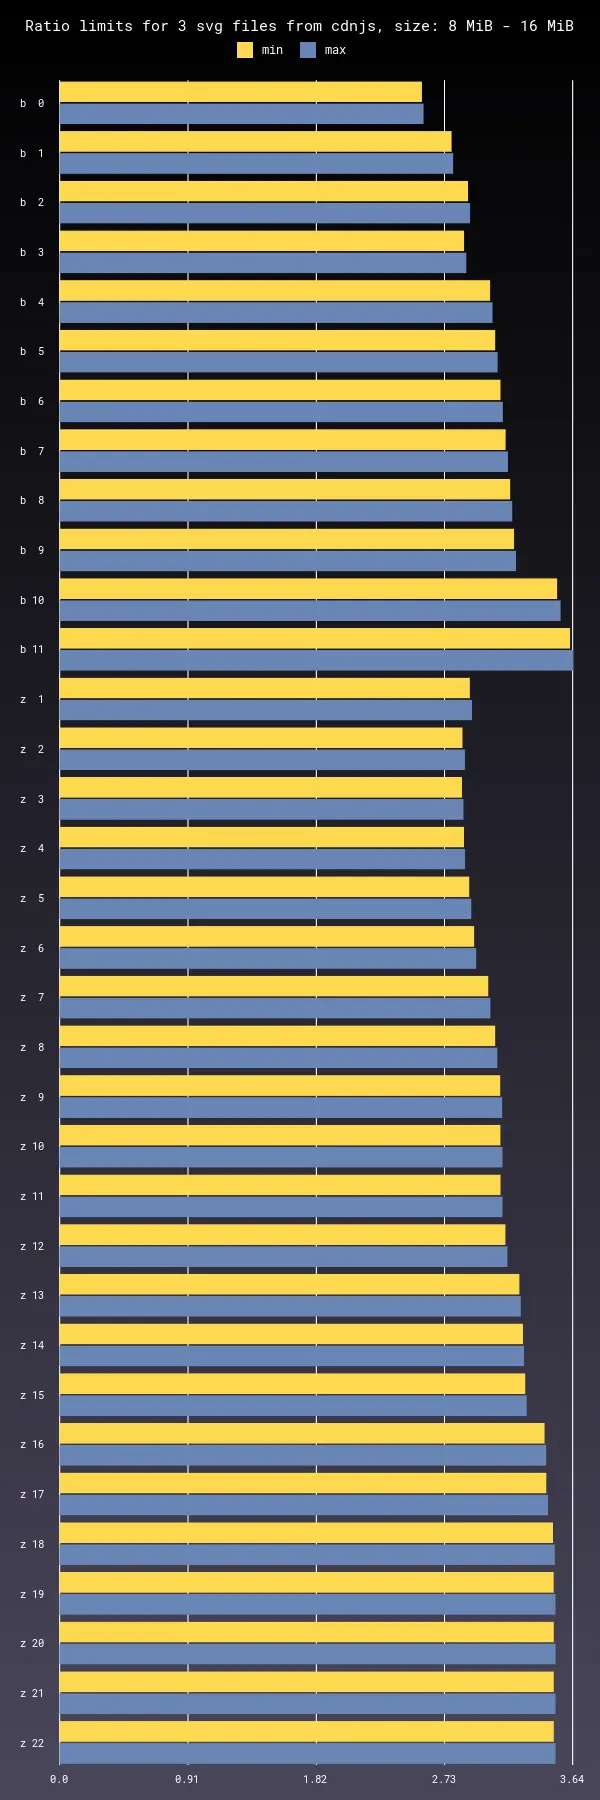 Ratio limits for 3 svg files from cdnjs, size: 8 MiB - 16 MiB
min max
b 0
b 1
b 2
b 3
b 4
b 5
b 6
b 7
b 8
b 9
b 10
b 11
z 1
z 2
z 3
z 4
z 5
z 6
z 7
z 8
z 9
z 10
z 11
z 12
z 13
z 14
z 15
z 16
z 17
z 18
z 19
z 20
z 21
z 22
0.0 0.91 1.82 2.73 3.64